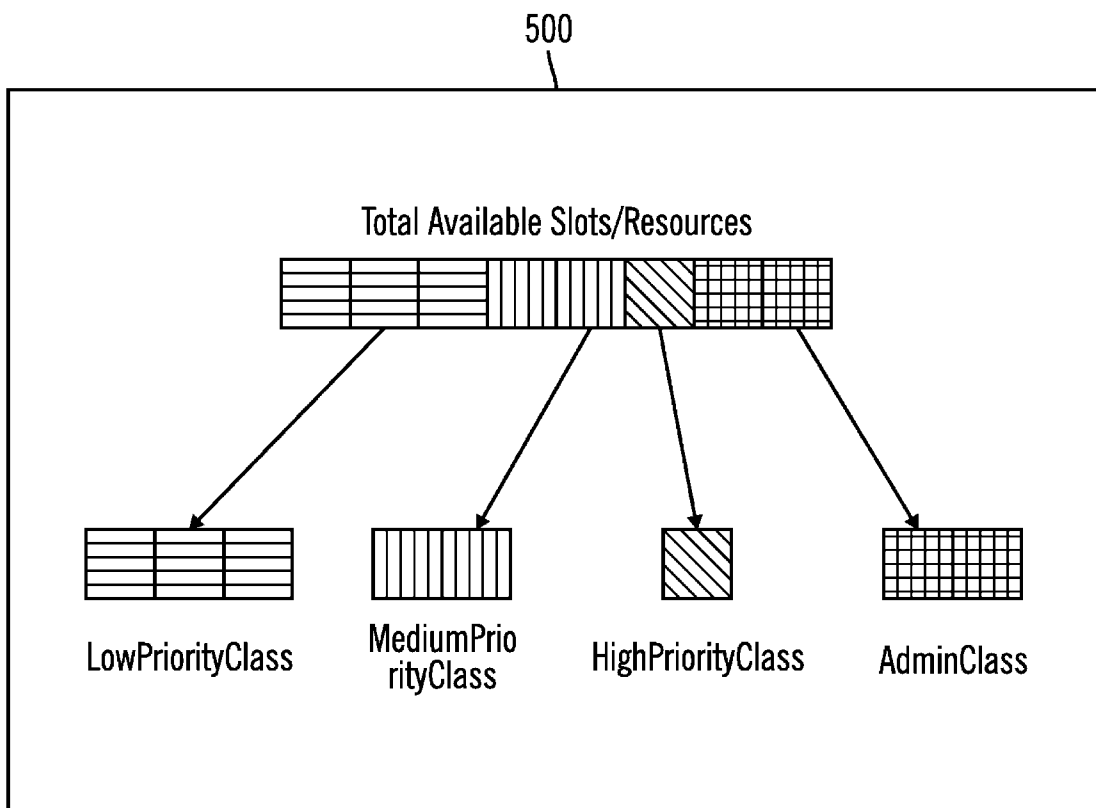 500
Total Available Slots/Resources
LowPriorityClass
MediumPrio
rityClass
HighPriorityClass
AdminClass